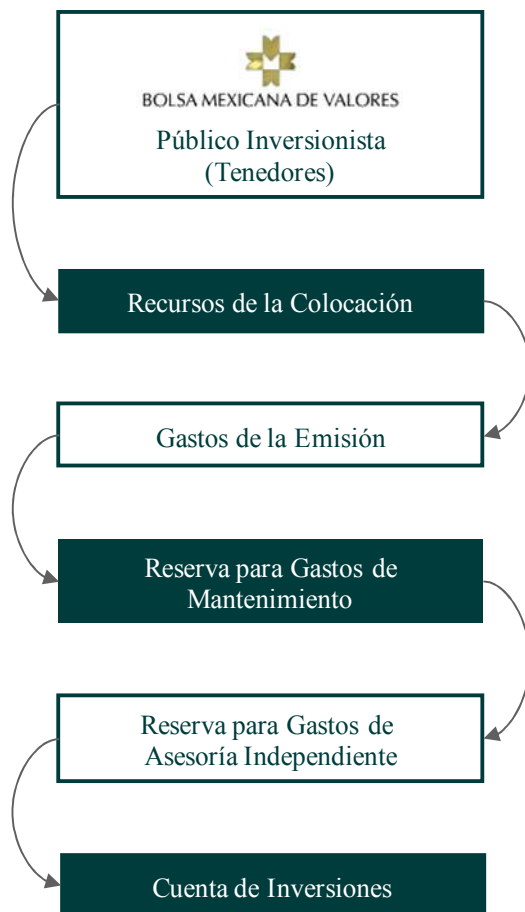 BOLSA MEXICANA DE VALORES
Público Inversionista
(Tenedores)
Recursos de la Colocación
Gastos de la Emisión
Reserva para Gastos de
Mantenimiento
Reserva para Gastos de
Asesoría Independiente
Cuenta de Inversiones